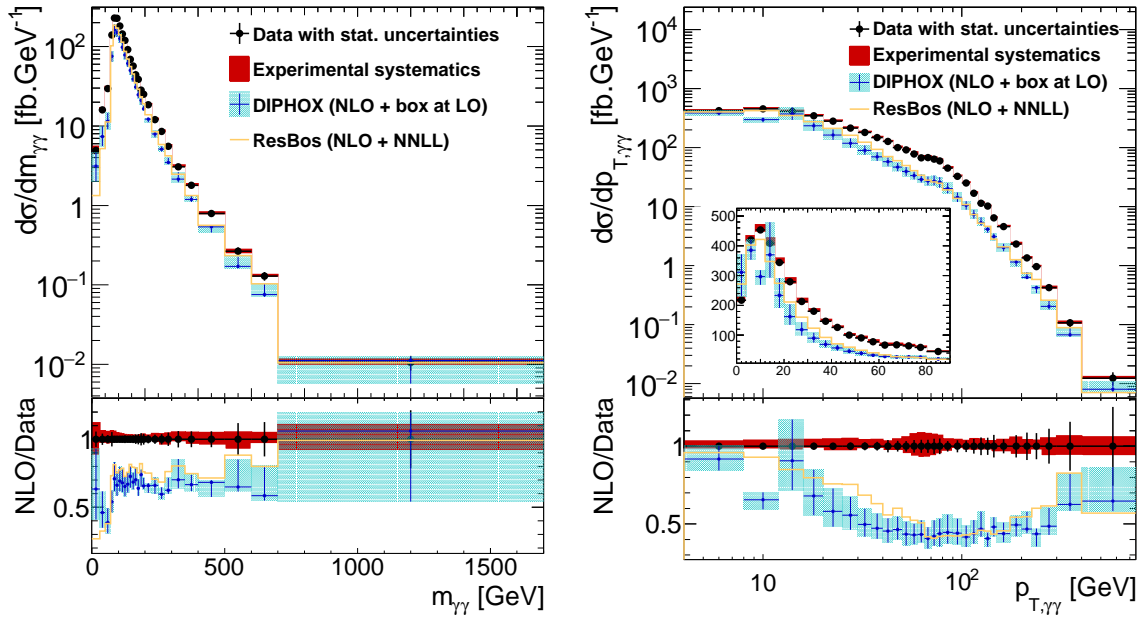 dσ/dm_γγ [fb.GeV⁻¹]
10²
10
1
10⁻¹
10⁻²
Data with stat. uncertainties
Experimental systematics
DIPHOX (NLO + box at LO)
ResBos (NLO + NNLL)
NLO/Data
1
0.5
0
500
1000
1500
m_γγ [GeV]
dσ/dp_T,γγ [fb.GeV⁻¹]
10⁴
10³
10²
10
1
10⁻¹
10⁻²
Data with stat. uncertainties
Experimental systematics
DIPHOX (NLO + box at LO)
ResBos (NLO + NNLL)
500
400
300
200
100
0
20
40
60
80
NLO/Data
1
0.5
10
10²
p_T,γγ [GeV]